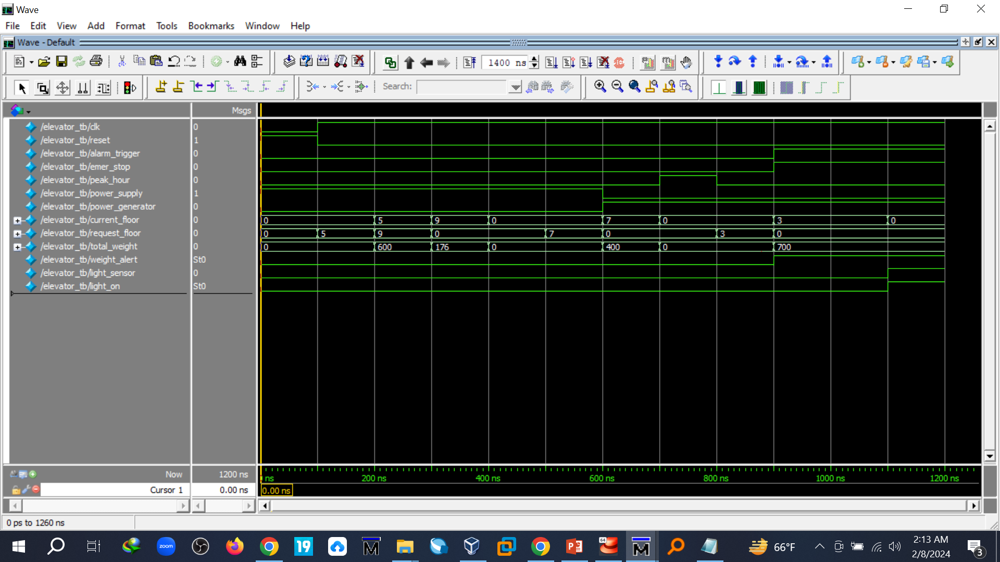 Wave
File Edit View Add Format Tools Bookmarks Window Help
Wave - Default
1400 ns
Search:
Msgs
/elevator_tb/clk 0
/elevator_tb/reset 1
/elevator_tb/alarm_trigger 0
/elevator_tb/emer_stop 0
/elevator_tb/peak_hour 0
/elevator_tb/power_supply 1
/elevator_tb/power_generator 0
/elevator_tb/current_floor 0 0 5 9 0 7 0 3 0
/elevator_tb/request_floor 0 0 5 9 0 7 0 3 0
/elevator_tb/total_weight 0 0 600 176 0 400 0 700
/elevator_tb/weight_alert St0
/elevator_tb/light_sensor 0
/elevator_tb/light_on St0
Now 1200 ns ns 200 ns 400 ns 600 ns 800 ns 1000 ns 1200 ns
Cursor 1 0.00 ns 0.00 ns
0 ps to 1260 ns
zoom 19 M P 64 M 66°F 2:13 AM
2/8/2024 3